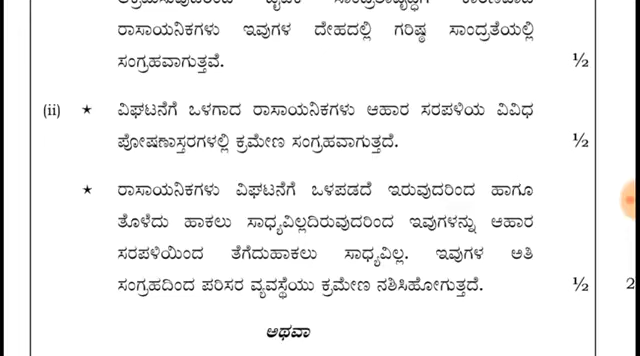 ರಾಸಾಯನಿಕಗಳು ಇವುಗಳ ದೇಹದಲ್ಲಿ ಗರಿಷ್ಠ ಸಾಂದ್ರತೆಯಲ್ಲಿ
ಸಂಗ್ರಹವಾಗುತ್ತವೆ. ½
(ii) ★ ವಿಘಟನೆಗೆ ಒಳಗಾದ ರಾಸಾಯನಿಕಗಳು ಆಹಾರ ಸರಪಳಿಯ ವಿವಿಧ
ಪೋಷಣಾಸ್ತರಗಳಲ್ಲಿ ಕ್ರಮೇಣ ಸಂಗ್ರಹವಾಗುತ್ತದೆ. ½
★ ರಾಸಾಯನಿಕಗಳು ವಿಘಟನೆಗೆ ಒಳಪಡದೆ ಇರುವುದರಿಂದ ಹಾಗೂ
ತೊಳೆದು ಹಾಕಲು ಸಾಧ್ಯವಿಲ್ಲದಿರುವುದರಿಂದ ಇವುಗಳನ್ನು ಆಹಾರ
ಸರಪಳಿಯಿಂದ ತೆಗೆದುಹಾಕಲು ಸಾಧ್ಯವಿಲ್ಲ. ಇವುಗಳ ಅತಿ
ಸಂಗ್ರಹದಿಂದ ಪರಿಸರ ವ್ಯವಸ್ಥೆಯು ಕ್ರಮೇಣ ನಶಿಸಿಹೋಗುತ್ತದೆ. ½ 2
ಅಥವಾ